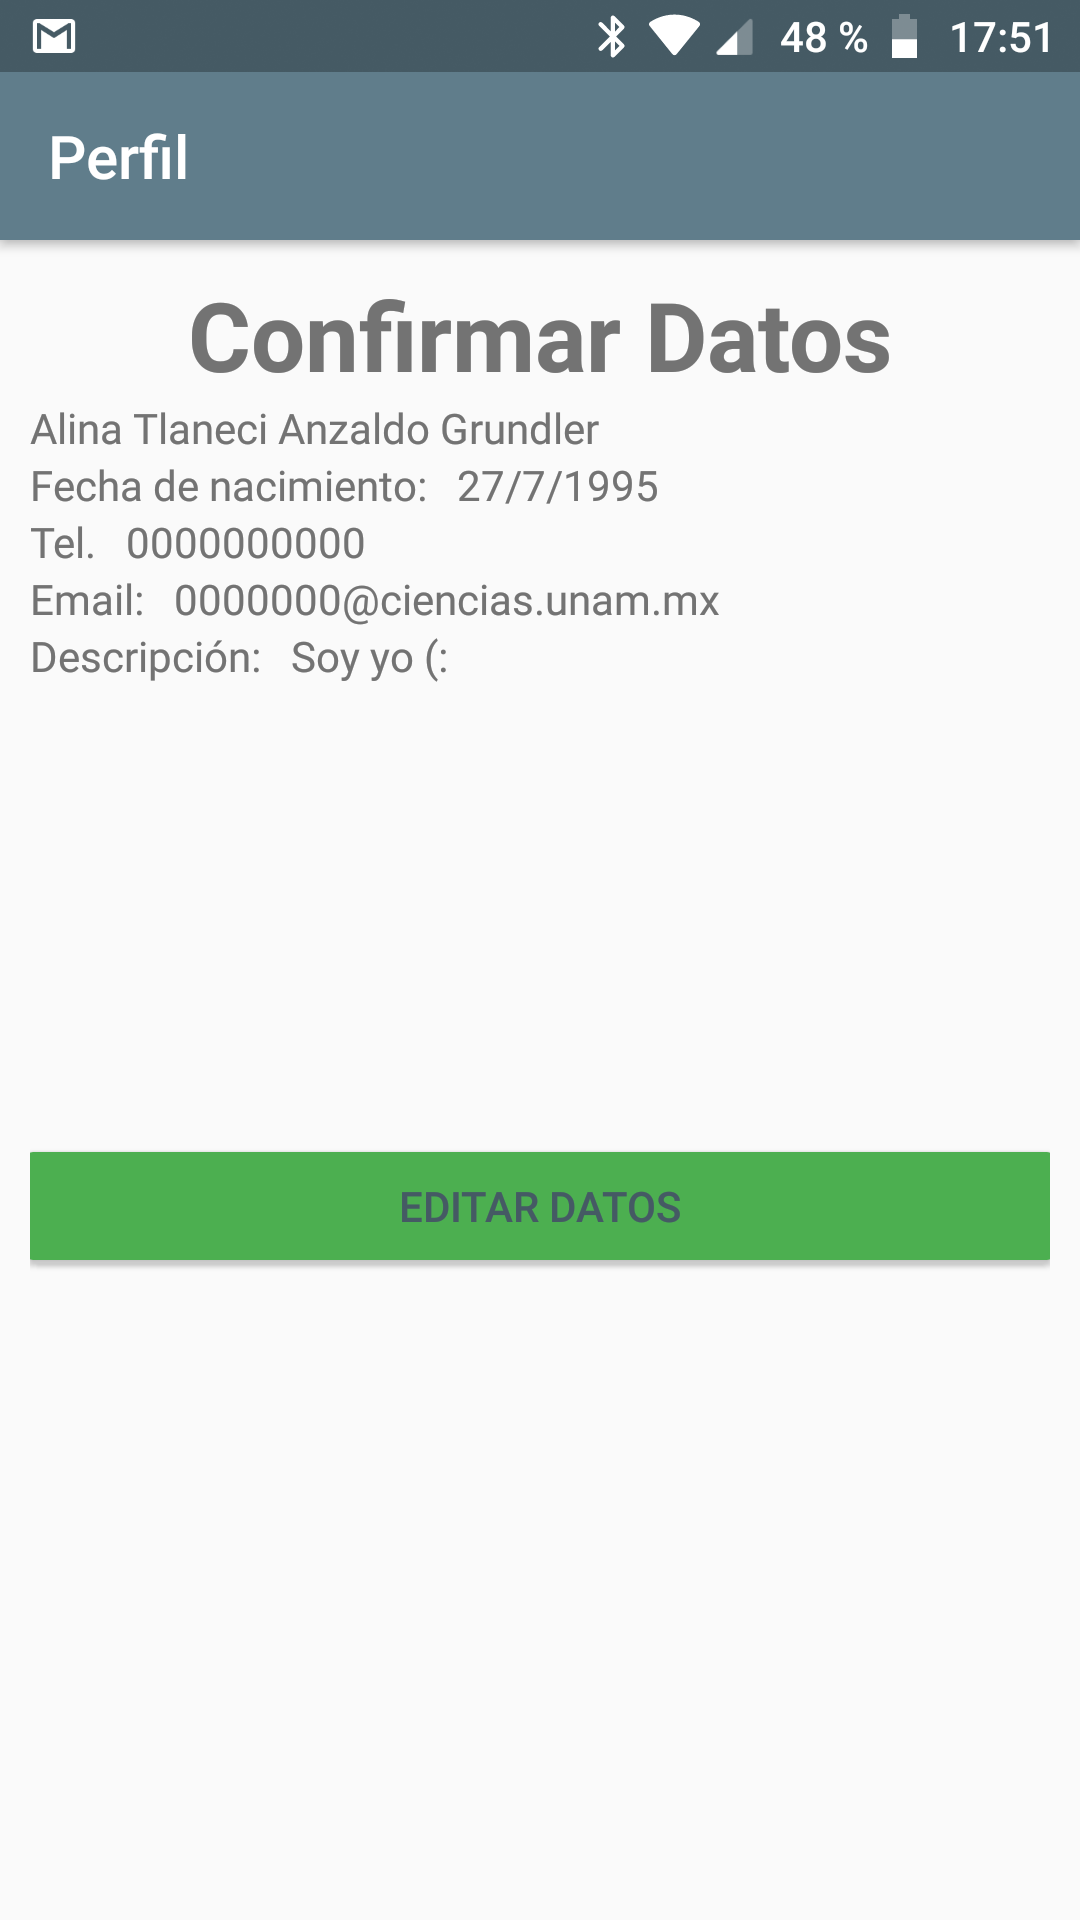 48 % 17:51
Perfil
Confirmar Datos
Alina Tlaneci Anzaldo Grundler
Fecha de nacimiento: 27/7/1995
Tel. 0000000000
Email: 0000000@ciencias.unam.mx
Descripción: Soy yo (:
EDITAR DATOS